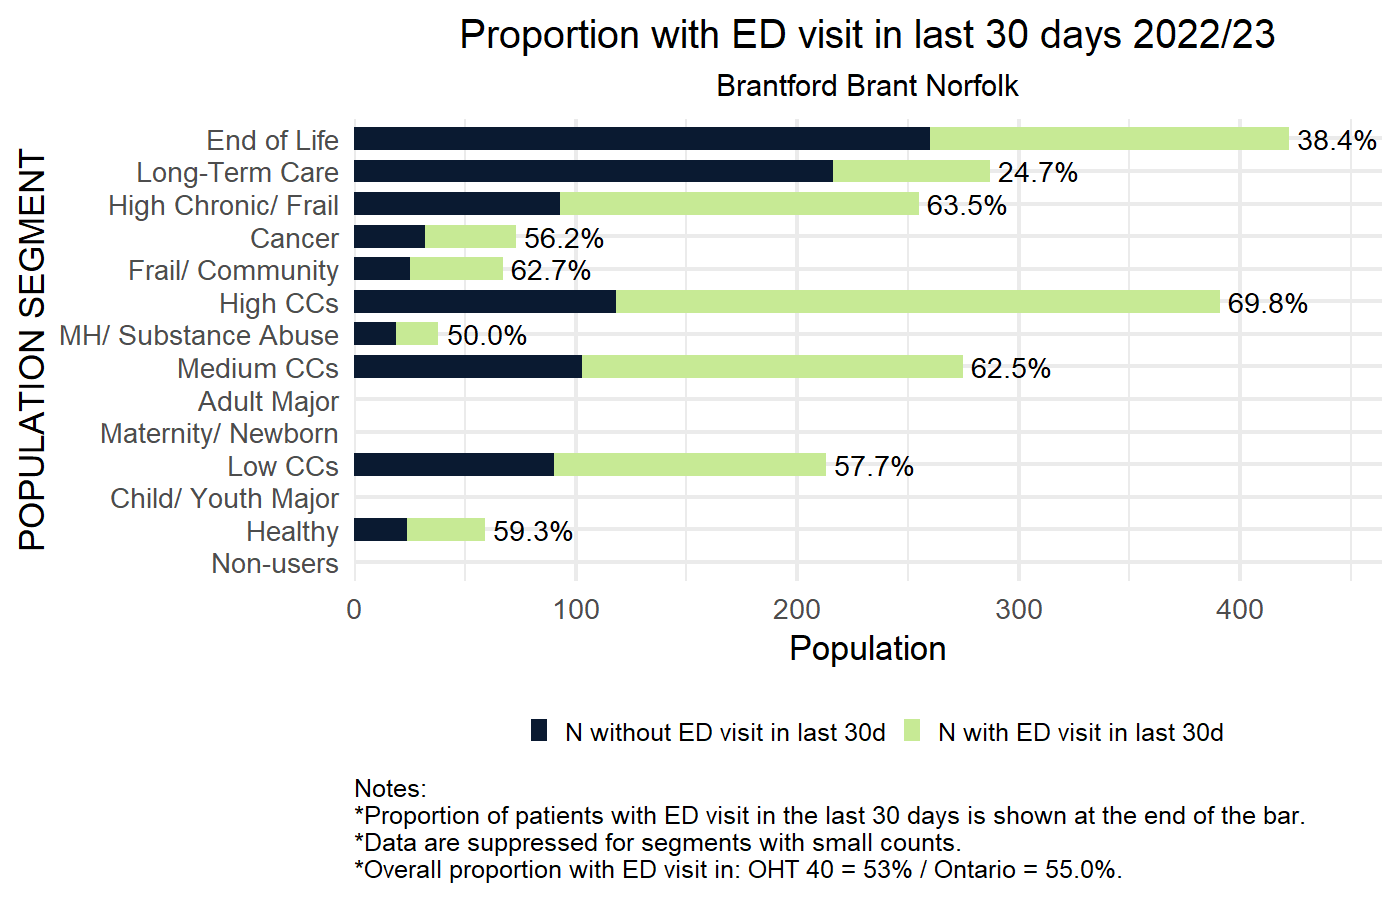 Proportion with ED visit in last 30 days 2022/23
Brantford Brant Norfolk
POPULATION SEGMENT
End of Life 38.4%
Long-Term Care 24.7%
High Chronic/ Frail 63.5%
Cancer 56.2%
Frail/ Community 62.7%
High CCs 69.8%
MH/ Substance Abuse 50.0%
Medium CCs 62.5%
Adult Major
Maternity/ Newborn
Low CCs 57.7%
Child/ Youth Major
Healthy 59.3%
Non-users
0 100 200 300 400
Population
N without ED visit in last 30d N with ED visit in last 30d
Notes:
*Proportion of patients with ED visit in the last 30 days is shown at the end of the bar.
*Data are suppressed for segments with small counts.
*Overall proportion with ED visit in: OHT 40 = 53% / Ontario = 55.0%.